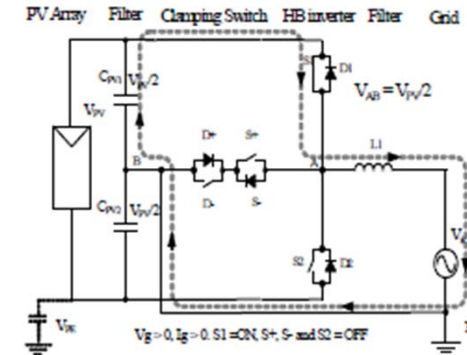 PV Array Filter Clamping Switch HB inverter Filter Grid
CPV1 VPV/2 S1 D1
VPV VAB = VPV/2
D+ S+ L1
B A
D- S-
CPV2 VPV/2
S2 D2
VPE Vg > 0, Ig > 0. S1 = ON, S+, S- and S2 = OFF